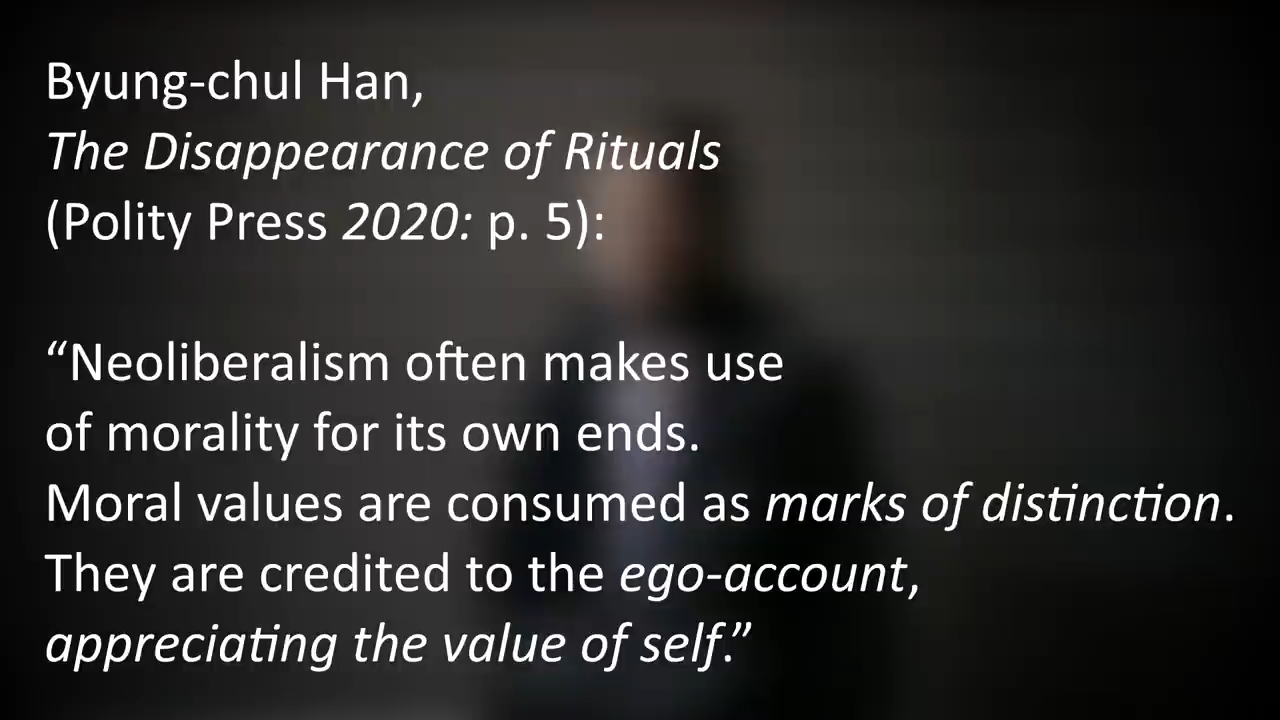 Byung-chul Han,
The Disappearance of Rituals
(Polity Press 2020: p. 5):
“Neoliberalism often makes use
of morality for its own ends.
Moral values are consumed as marks of distinction.
They are credited to the ego-account,
appreciating the value of self.”